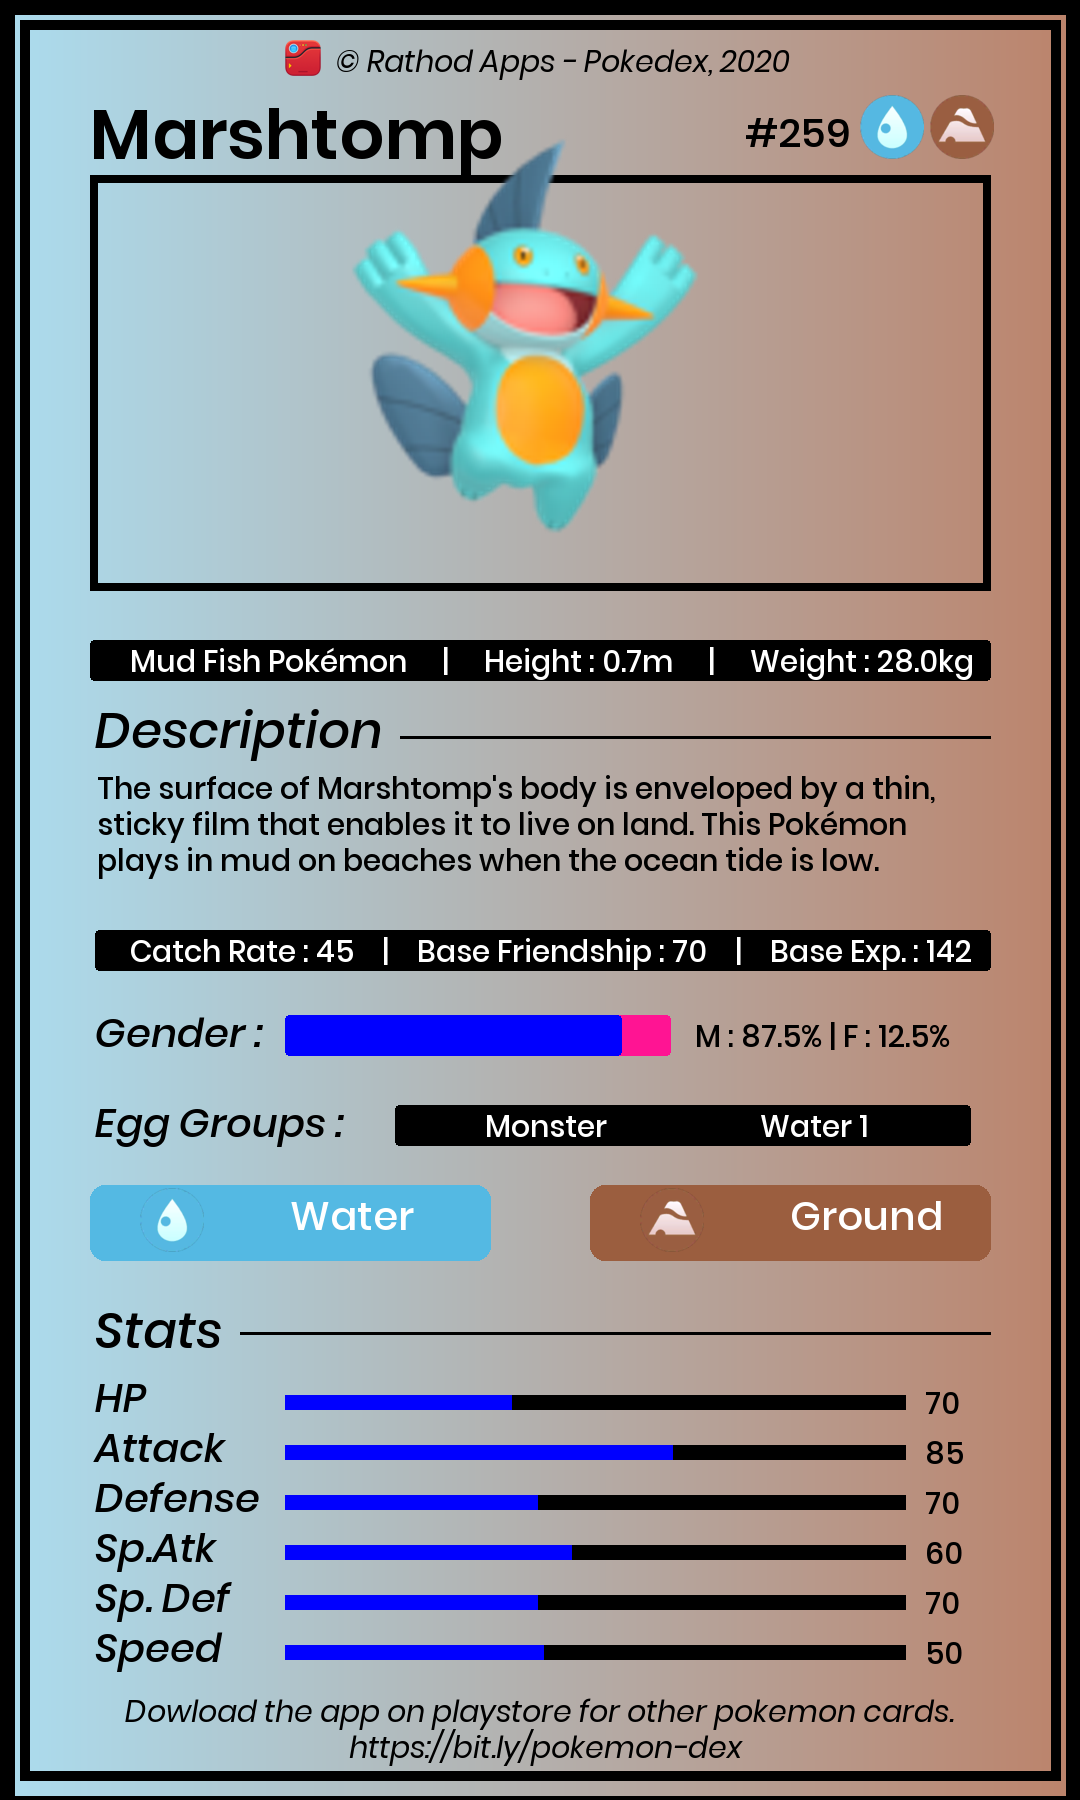 © Rathod Apps - Pokedex, 2020
Marshtomp #259
Mud Fish Pokémon | Height : 0.7m | Weight : 28.0kg
Description
The surface of Marshtomp's body is enveloped by a thin,
sticky film that enables it to live on land. This Pokémon
plays in mud on beaches when the ocean tide is low.
Catch Rate : 45 | Base Friendship : 70 | Base Exp. : 142
Gender : M : 87.5% | F : 12.5%
Egg Groups : Monster Water 1
Water Ground
Stats
HP 70
Attack 85
Defense 70
Sp.Atk 60
Sp. Def 70
Speed 50
Dowload the app on playstore for other pokemon cards.
https://bit.ly/pokemon-dex